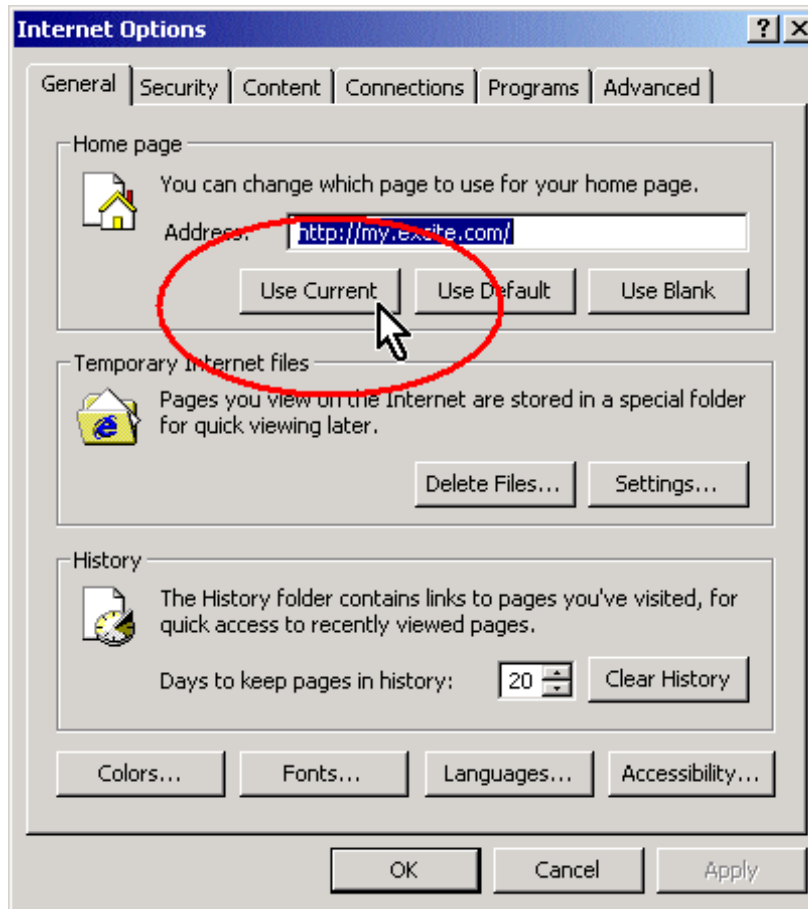 Internet Options
General Security Content Connections Programs Advanced
Home page
You can change which page to use for your home page.
Address: http://my.excite.com/
Use Current Use Default Use Blank
Temporary Internet files
Pages you view on the Internet are stored in a special folder
for quick viewing later.
Delete Files... Settings...
History
The History folder contains links to pages you've visited, for
quick access to recently viewed pages.
Days to keep pages in history: 20 Clear History
Colors... Fonts... Languages... Accessibility...
OK Cancel Apply